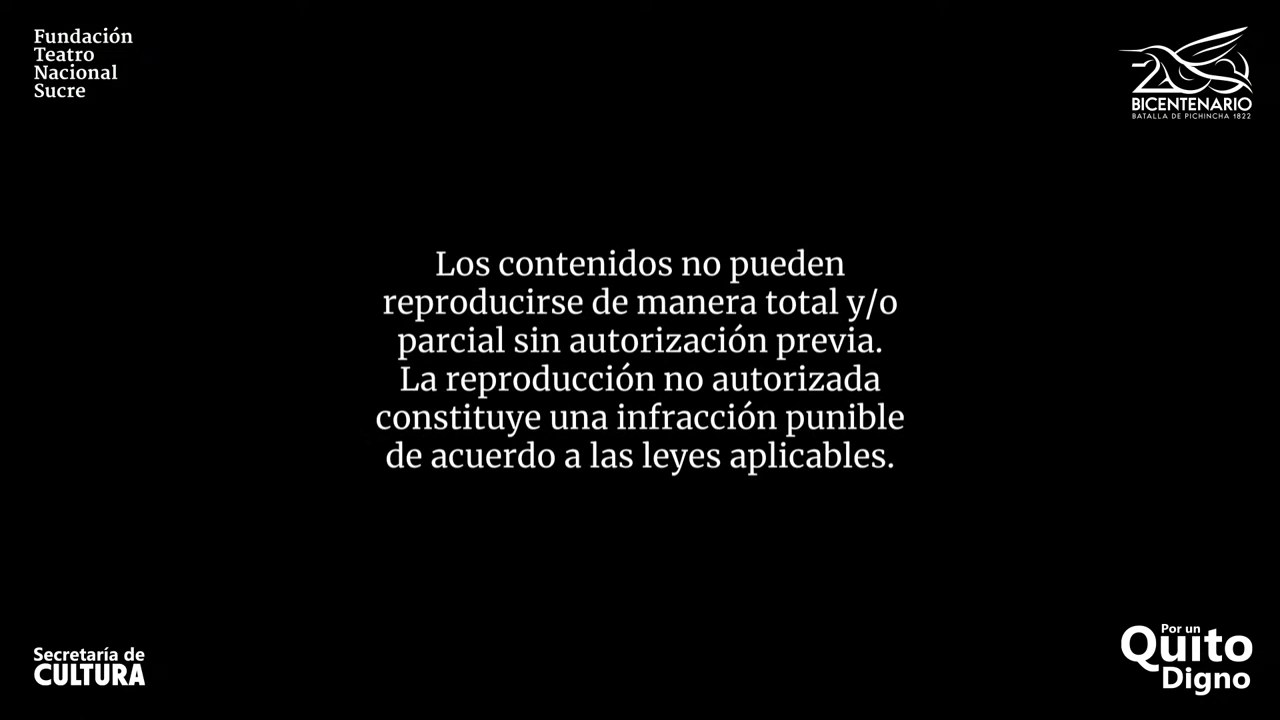 Fundación
Teatro
Nacional
Sucre
200
BICENTENARIO
BATALLA DE PICHINCHA 1822
Los contenidos no pueden
reproducirse de manera total y/o
parcial sin autorización previa.
La reproducción no autorizada
constituye una infracción punible
de acuerdo a las leyes aplicables.
Secretaría de
CULTURA
Por un
Quito
Digno